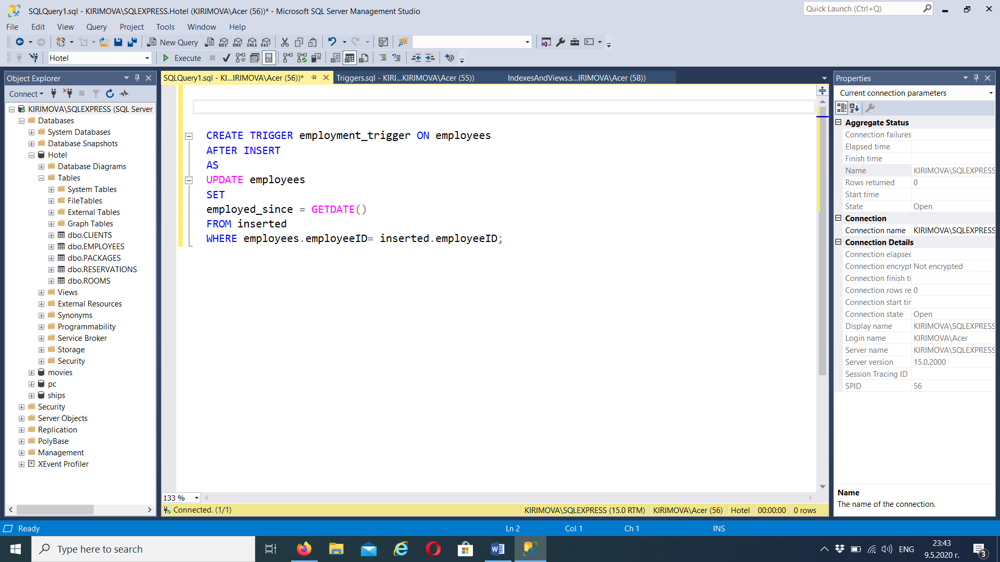 SQLQuery1.sql - KIRIMOVA\SQLEXPRESS.Hotel (KIRIMOVA\Acer (56))* - Microsoft SQL Server Management Studio
Quick Launch (Ctrl+Q)
File Edit View Query Project Tools Window Help
New Query MDX DMX XMLA DAX
Hotel Execute
Object Explorer
Connect
KIRIMOVA\SQLEXPRESS (SQL Server
Databases
System Databases
Database Snapshots
Hotel
Database Diagrams
Tables
System Tables
FileTables
External Tables
Graph Tables
dbo.CLIENTS
dbo.EMPLOYEES
dbo.PACKAGES
dbo.RESERVATIONS
dbo.ROOMS
Views
External Resources
Synonyms
Programmability
Service Broker
Storage
Security
movies
pc
ships
Security
Server Objects
Replication
PolyBase
Management
XEvent Profiler
SQLQuery1.sql - KI...IRIMOVA\Acer (56))* Triggers.sql - KIRI...KIRIMOVA\Acer (55)) IndexesAndViews.s...IRIMOVA\Acer (58))
CREATE TRIGGER employment_trigger ON employees
AFTER INSERT
AS
UPDATE employees
SET
employed_since = GETDATE()
FROM inserted
WHERE employees.employeeID= inserted.employeeID;
133 %
Connected. (1/1) KIRIMOVA\SQLEXPRESS (15.0 RTM) KIRIMOVA\Acer (56) Hotel 00:00:00 0 rows
Properties
Current connection parameters
Aggregate Status
Connection failures
Elapsed time
Finish time
Name KIRIMOVA\SQLEXPRESS
Rows returned 0
Start time
State Open
Connection
Connection name KIRIMOVA\SQLEXPRESS
Connection Details
Connection elapsed
Connection encrypt Not encrypted
Connection finish ti
Connection rows re 0
Connection start tir
Connection state Open
Display name KIRIMOVA\SQLEXPRESS
Login name KIRIMOVA\Acer
Server name KIRIMOVA\SQLEXPRESS
Server version 15.0.2000
Session Tracing ID
SPID 56
Name
The name of the connection.
Ready Ln 2 Col 1 Ch 1 INS
Type here to search
ENG
23:43
9.5.2020 г.
3